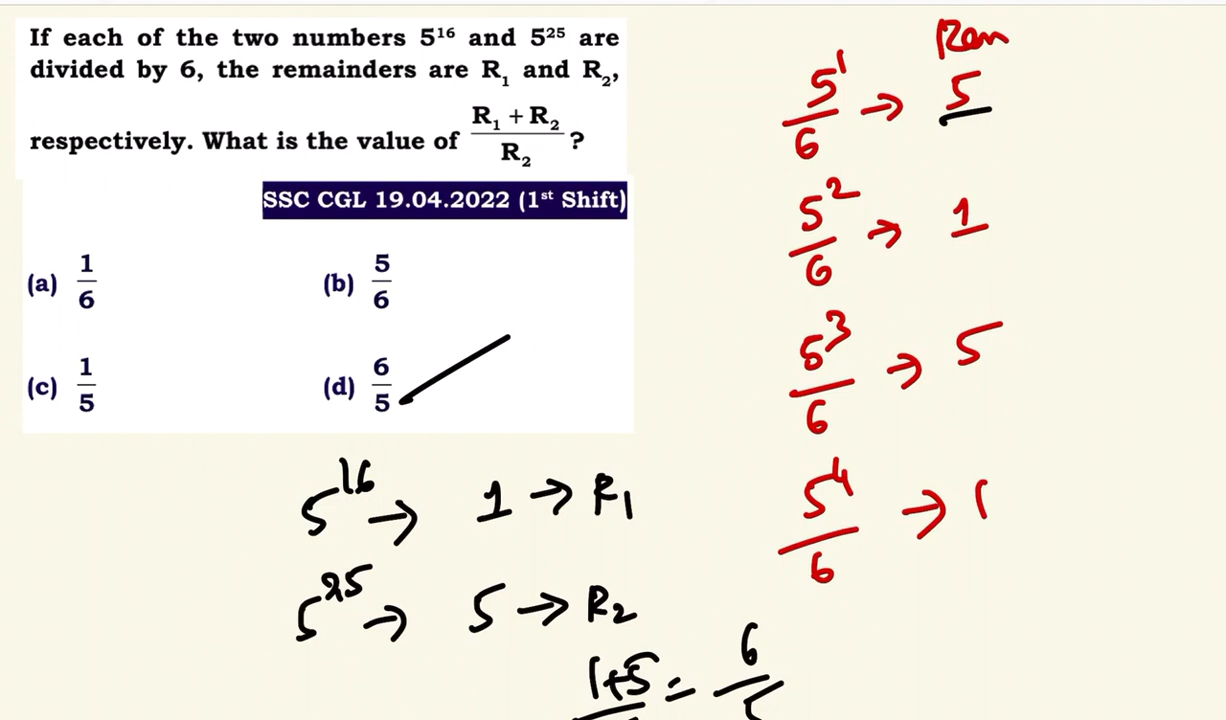 If each of the two numbers 5¹⁶ and 5²⁵ are
divided by 6, the remainders are R₁ and R₂,
respectively. What is the value of (R₁ + R₂)/R₂ ?
SSC CGL 19.04.2022 (1ˢᵗ Shift)
(a) 1/6 (b) 5/6
(c) 1/5 (d) 6/5
Rem
5¹/6 → 5
5²/6 → 1
5³/6 → 5
5⁴/6 → 1
5¹⁶ → 1 → R₁
5²⁵ → 5 → R₂
1+5 = 6/5